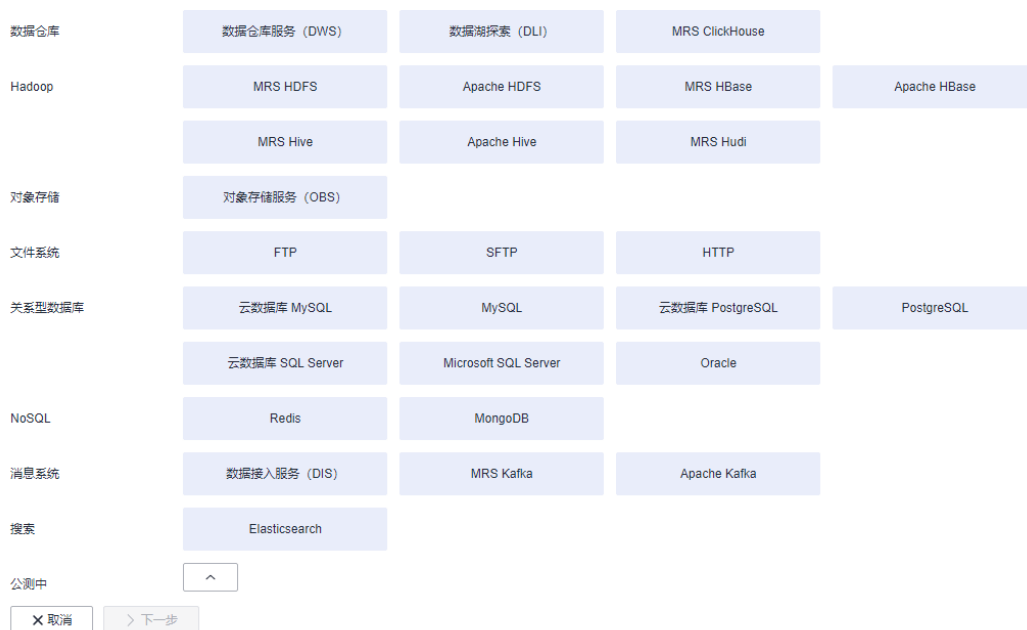 数据仓库 数据仓库服务（DWS） 数据湖探索（DLI） MRS ClickHouse
Hadoop MRS HDFS Apache HDFS MRS HBase Apache HBase
MRS Hive Apache Hive MRS Hudi
对象存储 对象存储服务（OBS）
文件系统 FTP SFTP HTTP
关系型数据库 云数据库 MySQL MySQL 云数据库 PostgreSQL PostgreSQL
云数据库 SQL Server Microsoft SQL Server Oracle
NoSQL Redis MongoDB
消息系统 数据接入服务（DIS） MRS Kafka Apache Kafka
搜索 Elasticsearch
公测中
取消 下一步